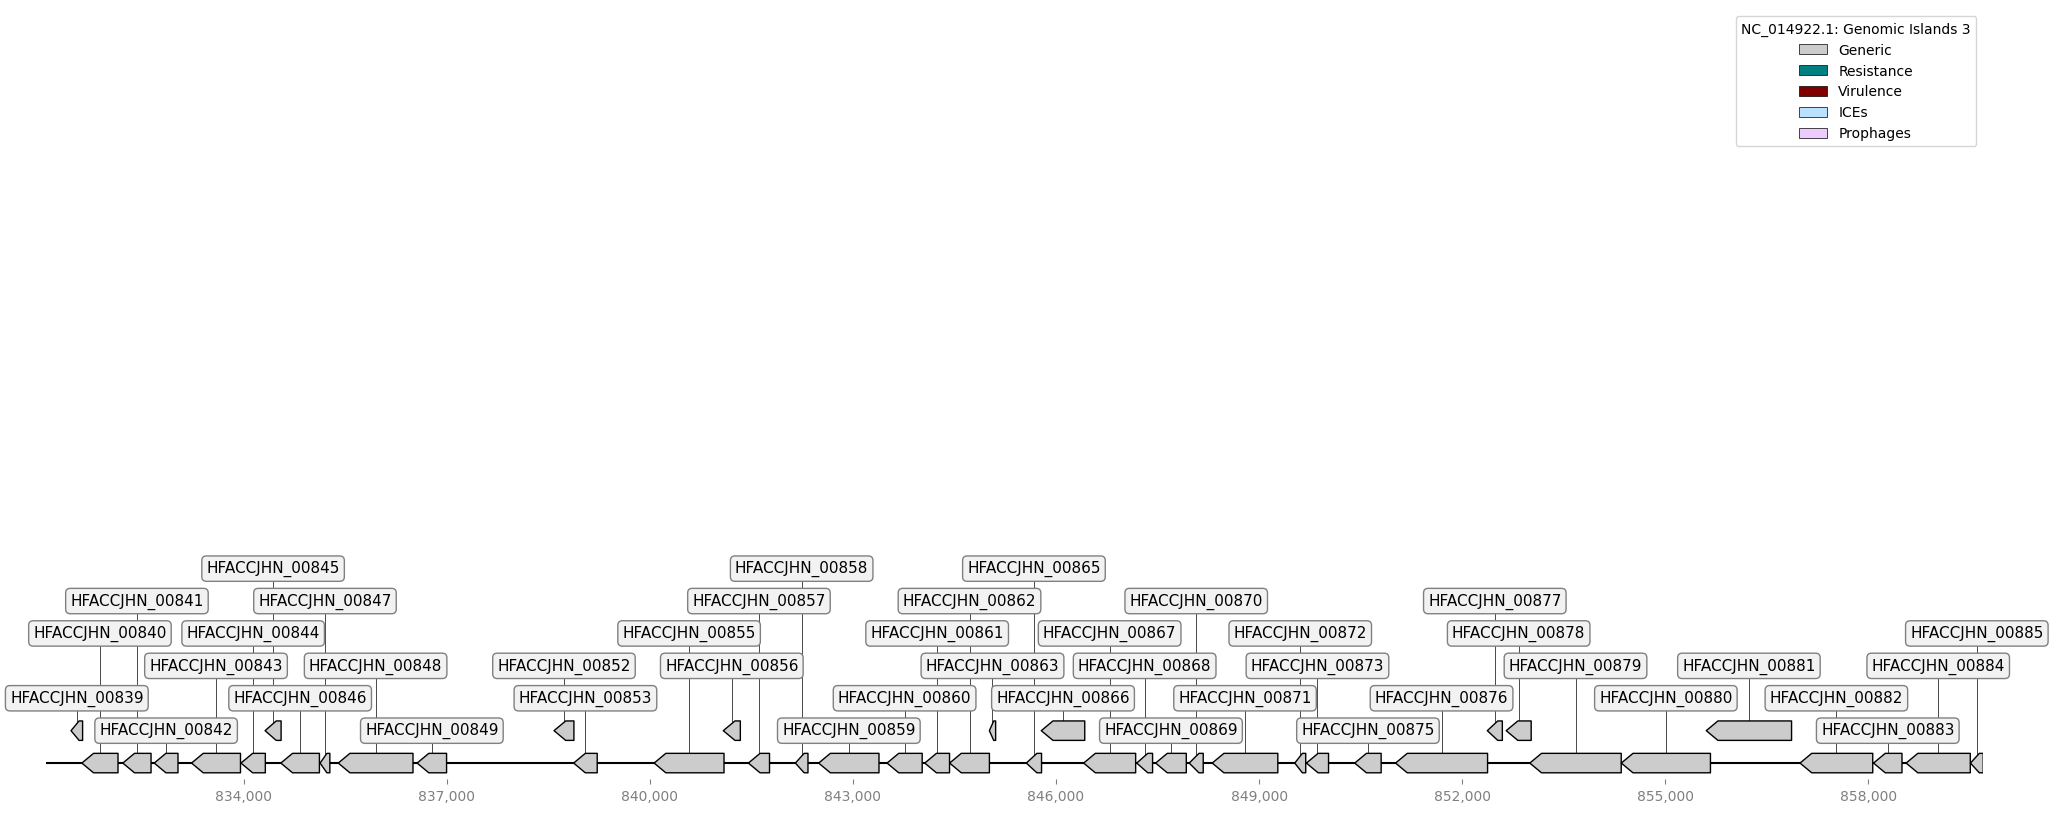 NC_014922.1: Genomic Islands 3
Generic
Resistance
Virulence
ICEs
Prophages
HFACCJHN_00845
HFACCJHN_00858
HFACCJHN_00865
HFACCJHN_00841
HFACCJHN_00847
HFACCJHN_00857
HFACCJHN_00862
HFACCJHN_00870
HFACCJHN_00877
HFACCJHN_00840
HFACCJHN_00844
HFACCJHN_00855
HFACCJHN_00861
HFACCJHN_00867
HFACCJHN_00872
HFACCJHN_00878
HFACCJHN_00885
HFACCJHN_00843
HFACCJHN_00848
HFACCJHN_00852
HFACCJHN_00856
HFACCJHN_00863
HFACCJHN_00868
HFACCJHN_00873
HFACCJHN_00879
HFACCJHN_00881
HFACCJHN_00884
HFACCJHN_00839
HFACCJHN_00846
HFACCJHN_00853
HFACCJHN_00860
HFACCJHN_00866
HFACCJHN_00871
HFACCJHN_00876
HFACCJHN_00880
HFACCJHN_00882
HFACCJHN_00842
HFACCJHN_00849
HFACCJHN_00859
HFACCJHN_00869
HFACCJHN_00875
HFACCJHN_00883
834,000
837,000
840,000
843,000
846,000
849,000
852,000
855,000
858,000